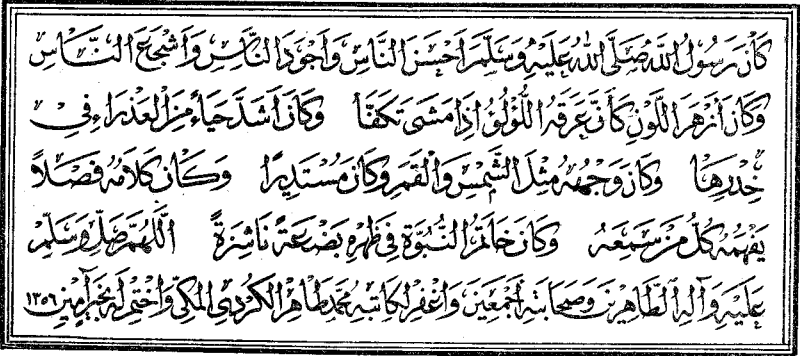 كَانَ رَسُولُ اللَّهِ صَلَّى اللهُ عَلَيْهِ وَسَلَّمَ أَحْسَنَ النَّاسِ وَأَجْوَدَ النَّاسِ وَأَشْجَعَ النَّاسِ
وَكَانَ أَزْهَرَ اللَّوْنِ كَأَنَّ عَرَقَهُ اللُّؤْلُؤُ إِذَا مَشَى تَكَفَّأَ وَكَانَ أَشَدَّ حَيَاءً مِنَ الْعَذْرَاءِ فِي
خِدْرِهَا وَكَانَ وَجْهُهُ مِثْلَ الشَّمْسِ وَالْقَمَرِ وَكَانَ مُسْتَدِيرًا وَكَانَ كَلَامُهُ فَصْلًا
يَفْهَمُهُ كُلُّ مَنْ سَمِعَهُ وَكَانَ خَاتَمُ النُّبُوَّةِ فِي ظَهْرِهِ بَضْعَةً نَاشِزَةً اللَّهُمَّ صَلِّ وَسَلِّمْ
عَلَيْهِ وَآلِهِ الطَّاهِرِينَ وَصَحَابَتِهِ أَجْمَعِينَ وَاغْفِرْ لِكَاتِبِهِ مُحَمَّد طَاهِر الْكُرْدِيِّ الْمَكِّيِّ وَاخْتِمْ لَهُ بِخَيْرٍ آمِينَ ١٣٥٦